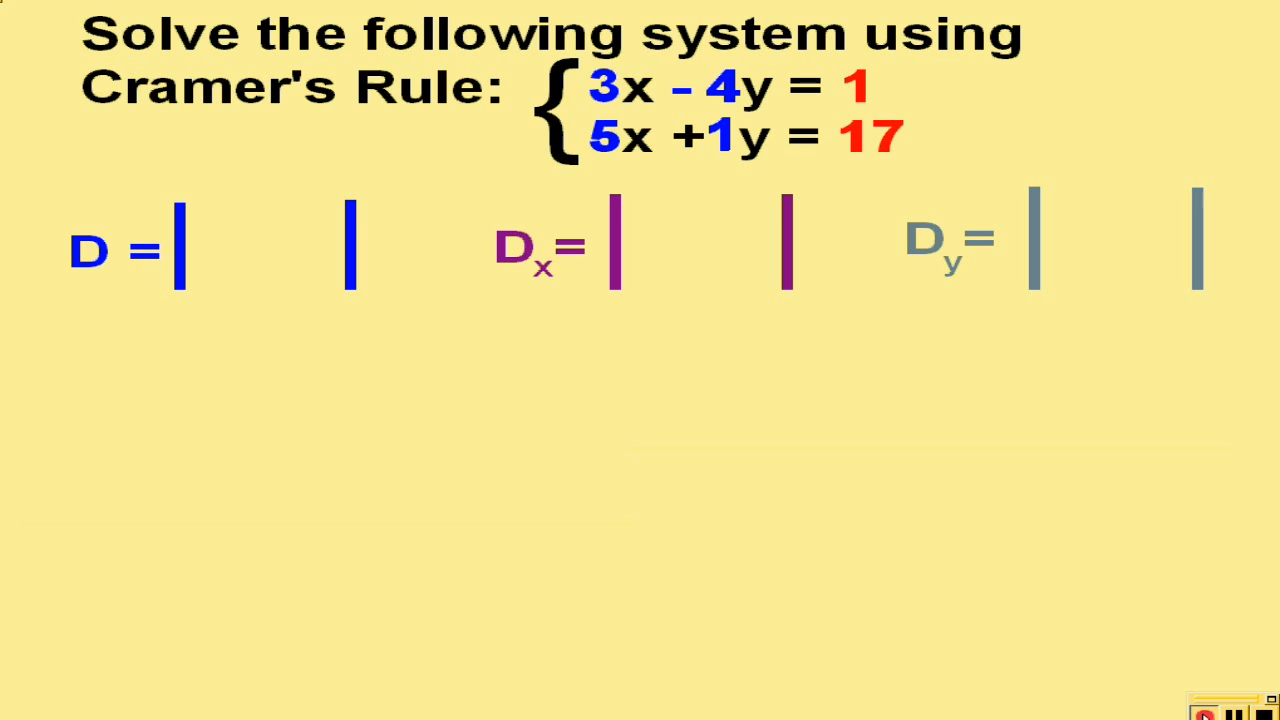 Solve the following system using
Cramer's Rule: { 3x - 4y = 1
5x +1y = 17
D = | | Dx= | | Dy= | |